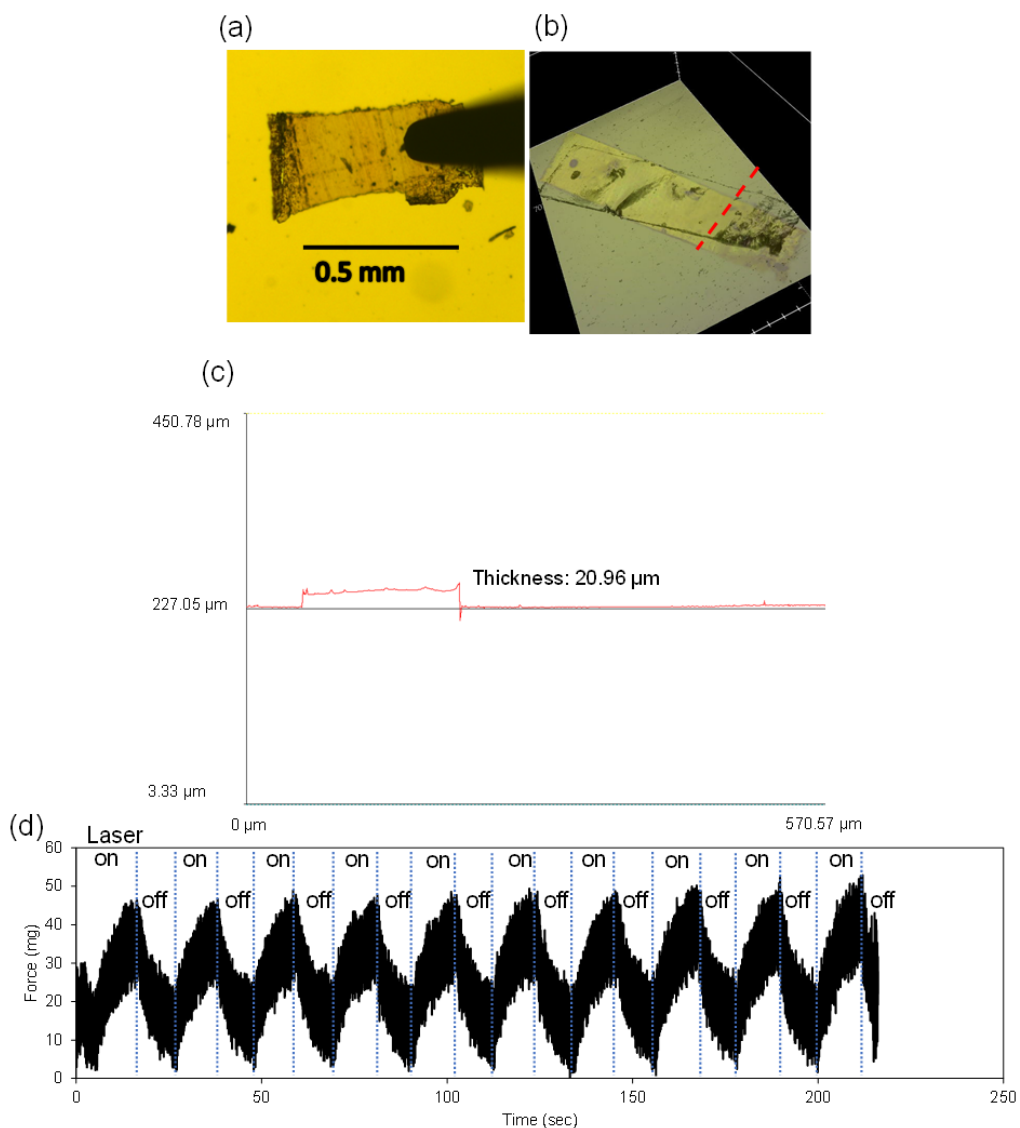 (a)
(b)
0.5 mm
70
(c)
450.78 µm
Thickness: 20.96 µm
227.05 µm
3.33 µm
0 µm 570.57 µm
(d)
Laser
on on on on on on on on on on
off off off off off off off off off off
60
50
40
30
20
10
0
Force (mg)
0 50 100 150 200 250
Time (sec)